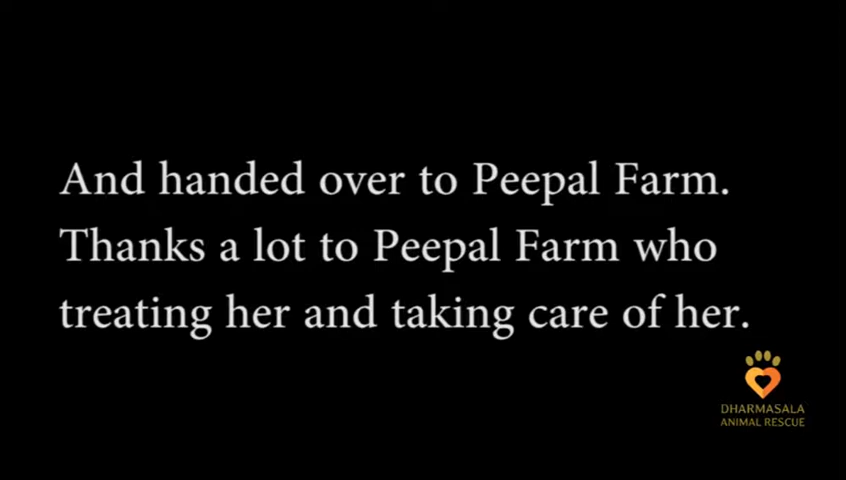 And handed over to Peepal Farm.
Thanks a lot to Peepal Farm who
treating her and taking care of her.
DHARMASALA
ANIMAL RESCUE